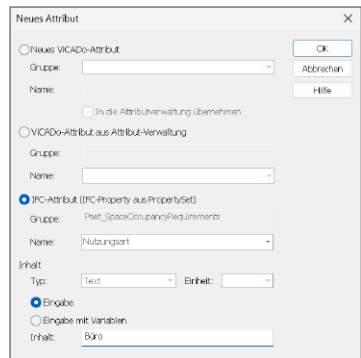 Neues Attribut
Neues ViCADo-Attribut
OK
Gruppe:
Abbrechen
Name:
Hilfe
In die Attributverwaltung übernehmen
ViCADo-Attribut aus Attribut-Verwaltung
Gruppe:
Name:
IFC-Attribut (IFC-Property aus PropertySet)
Gruppe: Pset_SpaceOccupancyRequirements
Name: Nutzungsart
Inhalt
Typ: Text Einheit:
Eingabe
Eingabe mit Variablen
Inhalt: Büro